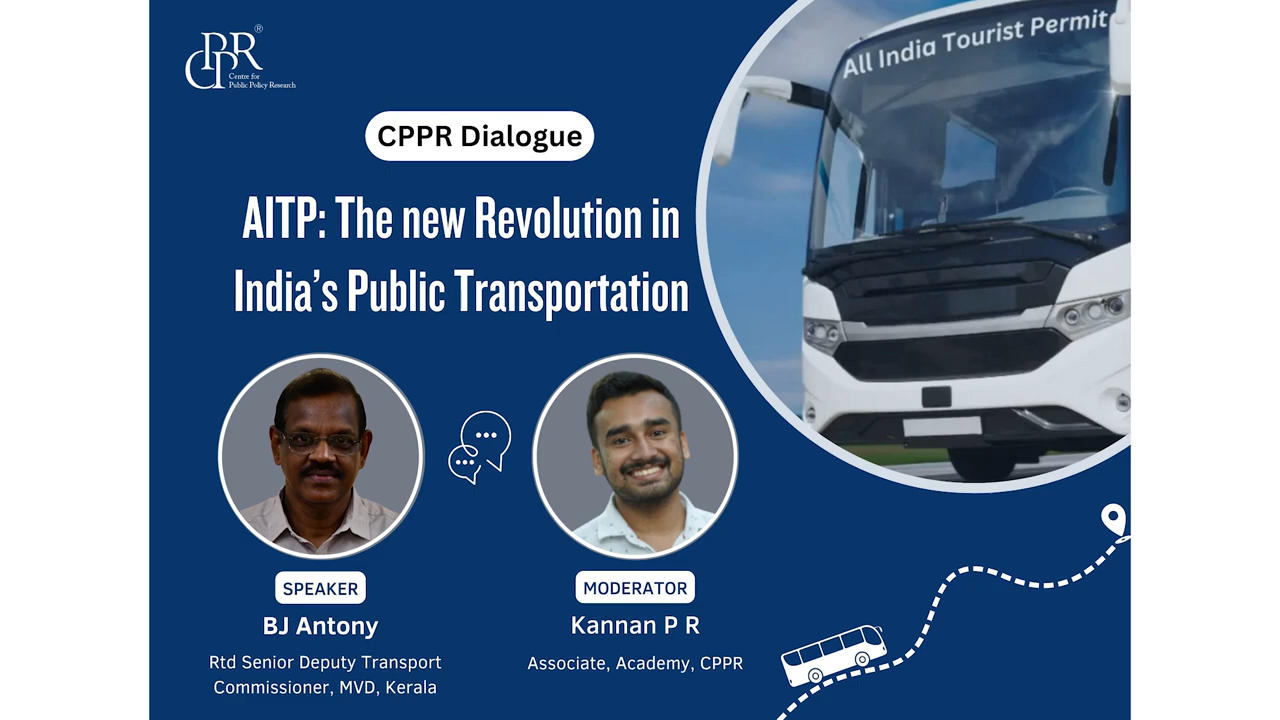 CPPR®
Centre for
Public Policy Research
All India Tourist Permit
CPPR Dialogue
AITP: The new Revolution in
India’s Public Transportation
SPEAKER
BJ Antony
Rtd Senior Deputy Transport
Commissioner, MVD, Kerala
MODERATOR
Kannan P R
Associate, Academy, CPPR